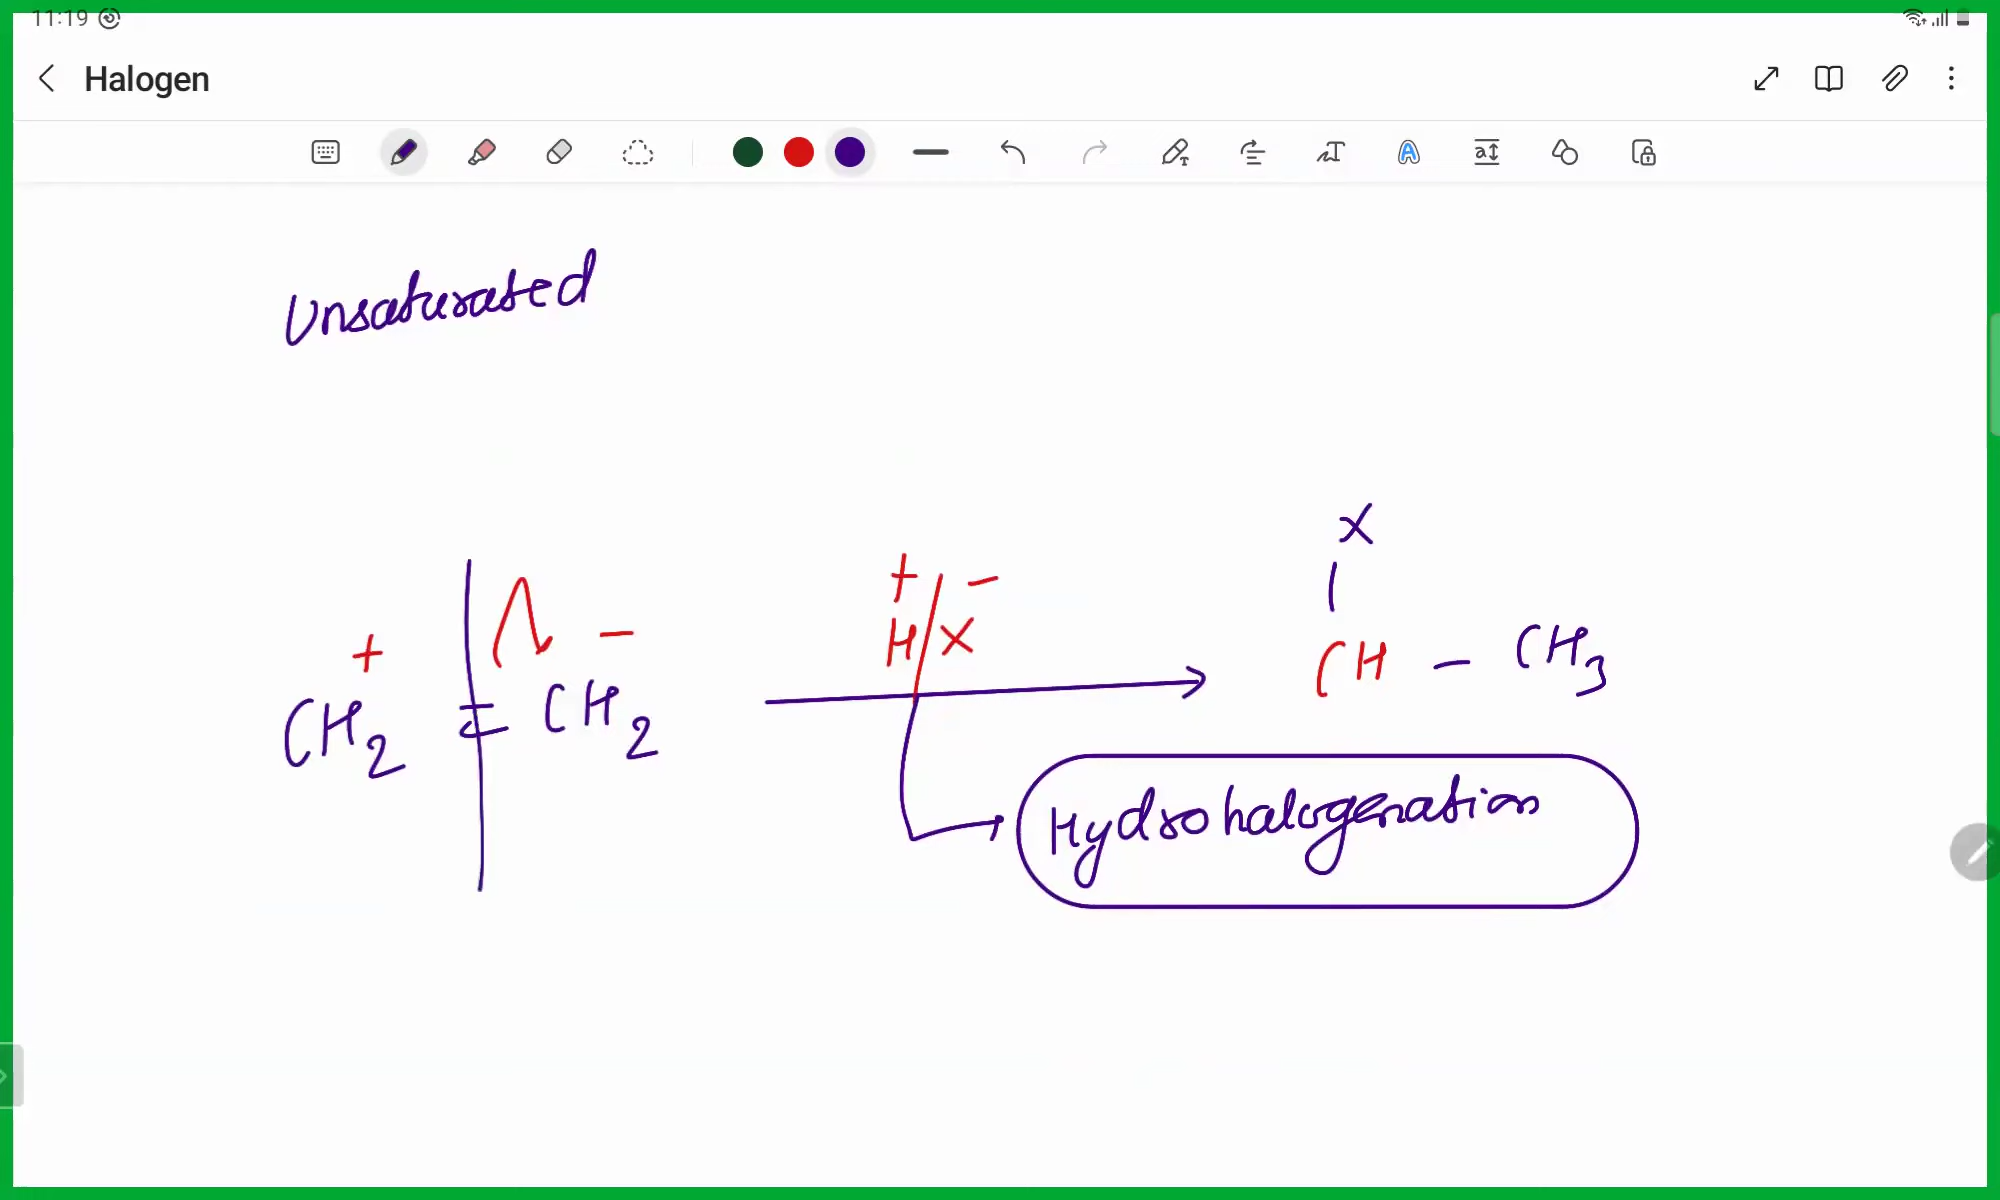 11:19
Halogen
Unsaturated
X
+ − + −
H/X
CH2 = CH2 CH − CH3
Hydrohalogenation